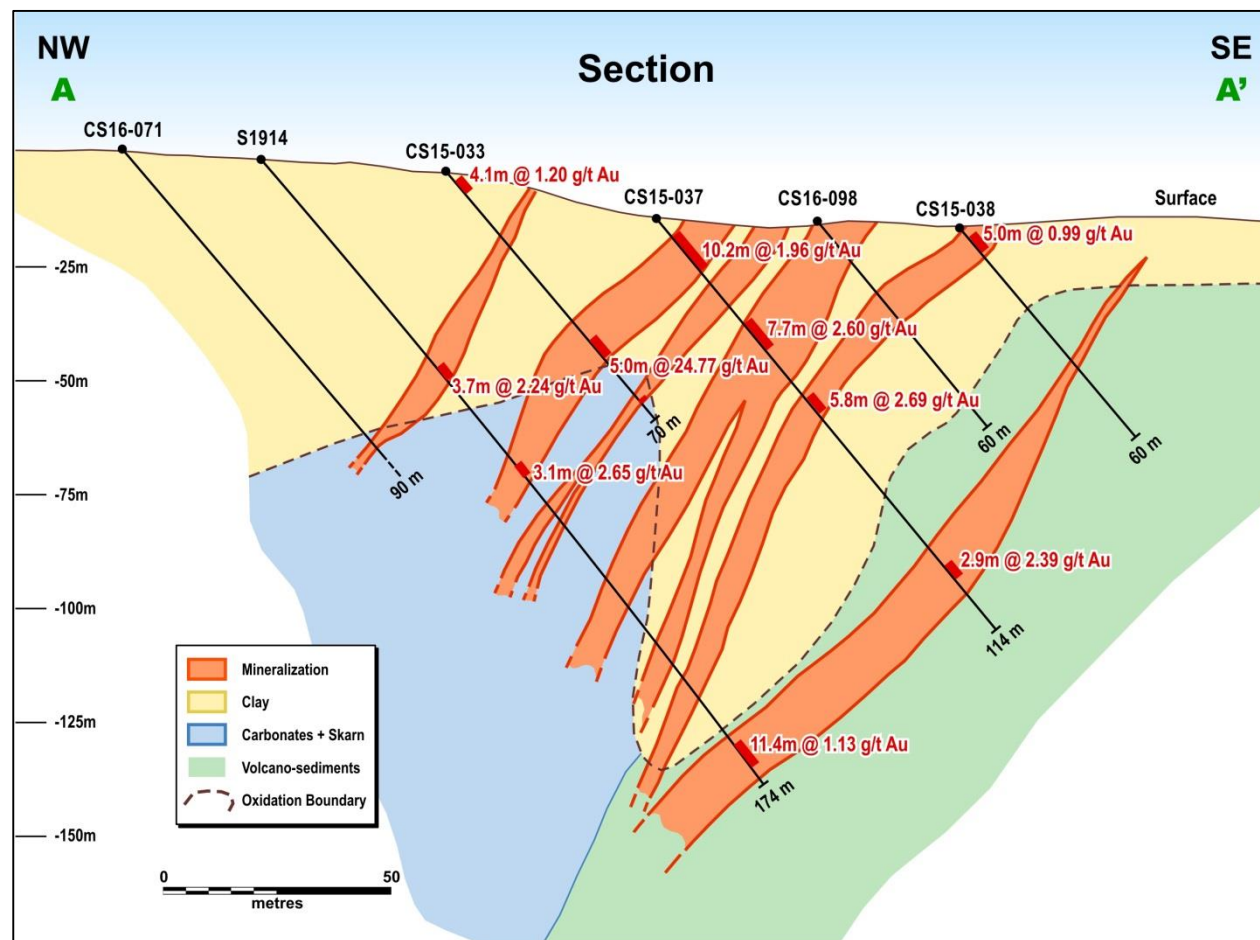 NW
A
Section
SE
A'
CS16-071
S1914
CS15-033
CS15-037
CS16-098
CS15-038
Surface
4.1m @ 1.20 g/t Au
10.2m @ 1.96 g/t Au
5.0m @ 0.99 g/t Au
7.7m @ 2.60 g/t Au
5.0m @ 24.77 g/t Au
3.7m @ 2.24 g/t Au
5.8m @ 2.69 g/t Au
3.1m @ 2.65 g/t Au
2.9m @ 2.39 g/t Au
11.4m @ 1.13 g/t Au
90 m
70 m
60 m
60 m
114 m
174 m
-25m
-50m
-75m
-100m
-125m
-150m
Mineralization
Clay
Carbonates + Skarn
Volcano-sediments
Oxidation Boundary
0
50
metres